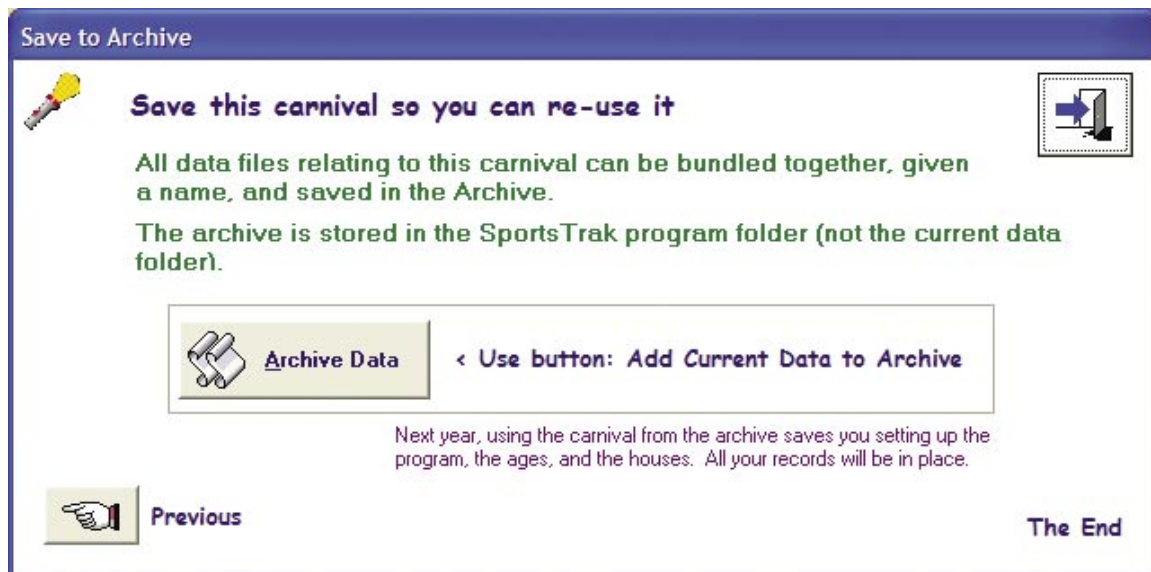 Save to Archive
Save this carnival so you can re-use it
All data files relating to this carnival can be bundled together, given
a name, and saved in the Archive.
The archive is stored in the SportsTrak program folder (not the current data
folder).
Archive Data
< Use button: Add Current Data to Archive
Next year, using the carnival from the archive saves you setting up the
program, the ages, and the houses. All your records will be in place.
Previous
The End